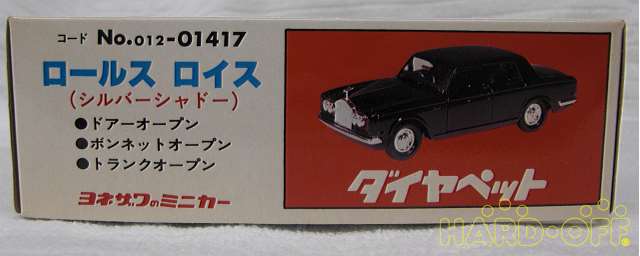 コード No.012-01417
ロールス ロイス
(シルバーシャドー)
●ドアーオープン
●ボンネットオープン
●トランクオープン
ヨネザワのミニカー
ダイヤペット
HARD・OFF